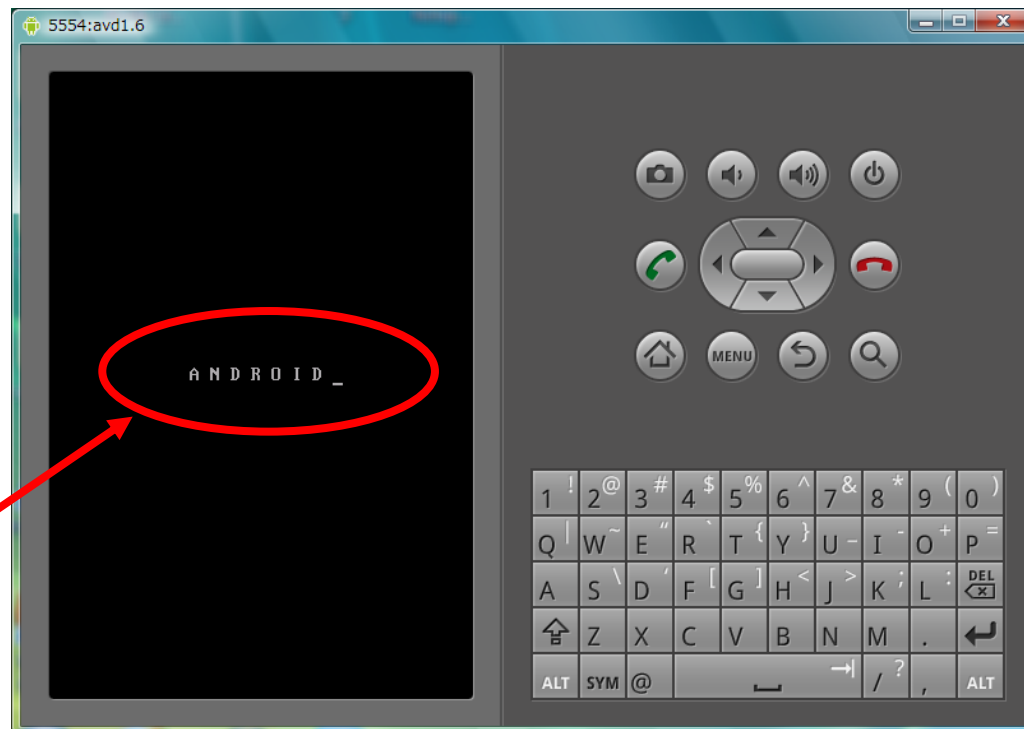 5554:avd1.6
A N D R O I D _
MENU
1 ! 2 @ 3 # 4 $ 5 % 6 ^ 7 & 8 * 9 ( 0 )
Q | W ~ E “ R ` T { Y } U _ I - O + P =
A S \ D ‘ F [ G ] H < J > K ; L : DEL
Z X C V B N M .
ALT SYM @ / ? , ALT